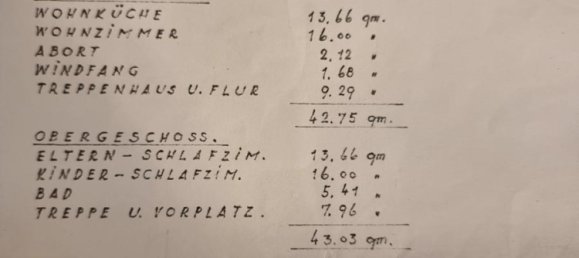 WOHNKÜCHE 13.66 qm.
WOHNZIMMER 16.00 "
ABORT 2.12 "
WINDFANG 1.68 "
TREPPENHAUS U. FLUR 9.29 "
42.75 qm.
OBERGESCHOSS.
ELTERN-SCHLAFZIM. 13.66 qm
KINDER-SCHLAFZIM. 16.00 "
BAD 5.41 "
TREPPE U. VORPLATZ. 7.96 "
43.03 qm.